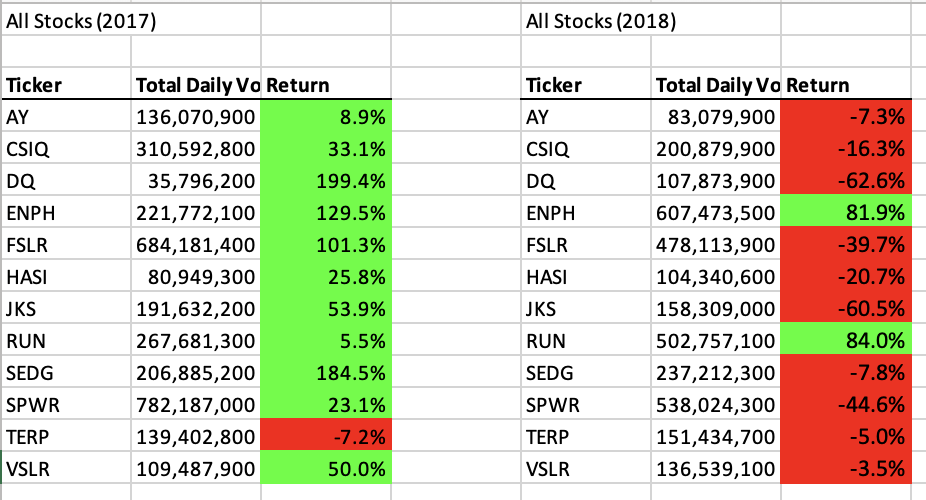 All Stocks (2017) All Stocks (2018)
Ticker Total Daily Vo Return Ticker Total Daily Vo Return
AY 136,070,900 8.9% AY 83,079,900 -7.3%
CSIQ 310,592,800 33.1% CSIQ 200,879,900 -16.3%
DQ 35,796,200 199.4% DQ 107,873,900 -62.6%
ENPH 221,772,100 129.5% ENPH 607,473,500 81.9%
FSLR 684,181,400 101.3% FSLR 478,113,900 -39.7%
HASI 80,949,300 25.8% HASI 104,340,600 -20.7%
JKS 191,632,200 53.9% JKS 158,309,000 -60.5%
RUN 267,681,300 5.5% RUN 502,757,100 84.0%
SEDG 206,885,200 184.5% SEDG 237,212,300 -7.8%
SPWR 782,187,000 23.1% SPWR 538,024,300 -44.6%
TERP 139,402,800 -7.2% TERP 151,434,700 -5.0%
VSLR 109,487,900 50.0% VSLR 136,539,100 -3.5%